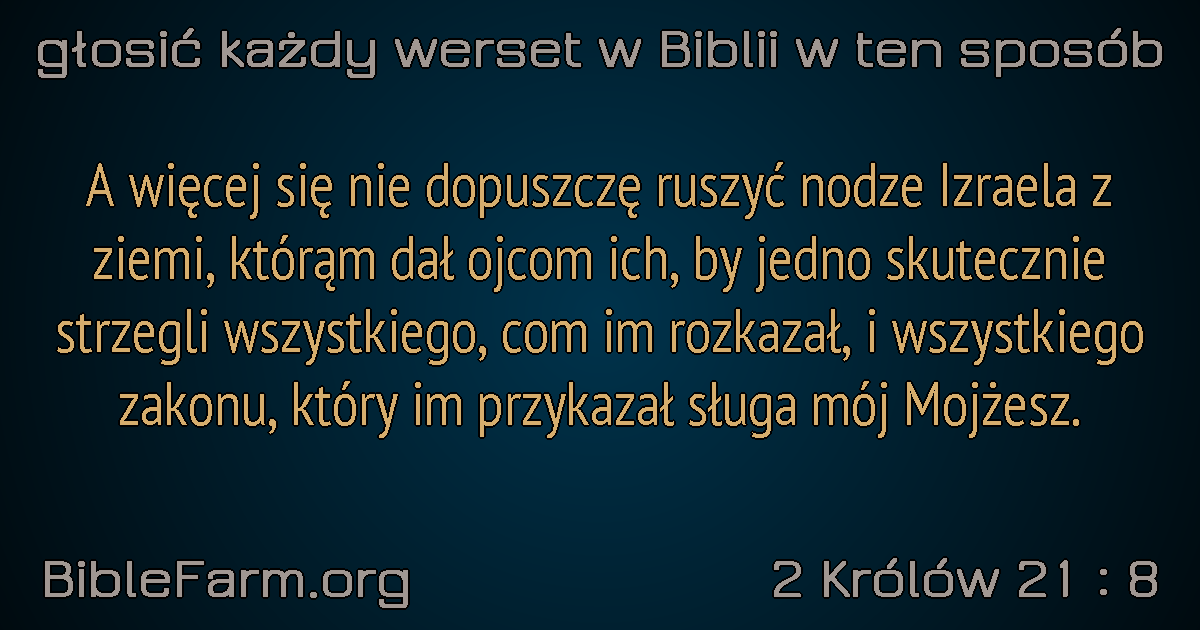 głosić każdy werset w Biblii w ten sposób
A więcej się nie dopuszczę ruszyć nodze Izraela z
ziemi, którąm dał ojcom ich, by jedno skutecznie
strzegli wszystkiego, com im rozkazał, i wszystkiego
zakonu, który im przykazał sługa mój Mojżesz.
BibleFarm.org
2 Królów 21 : 8